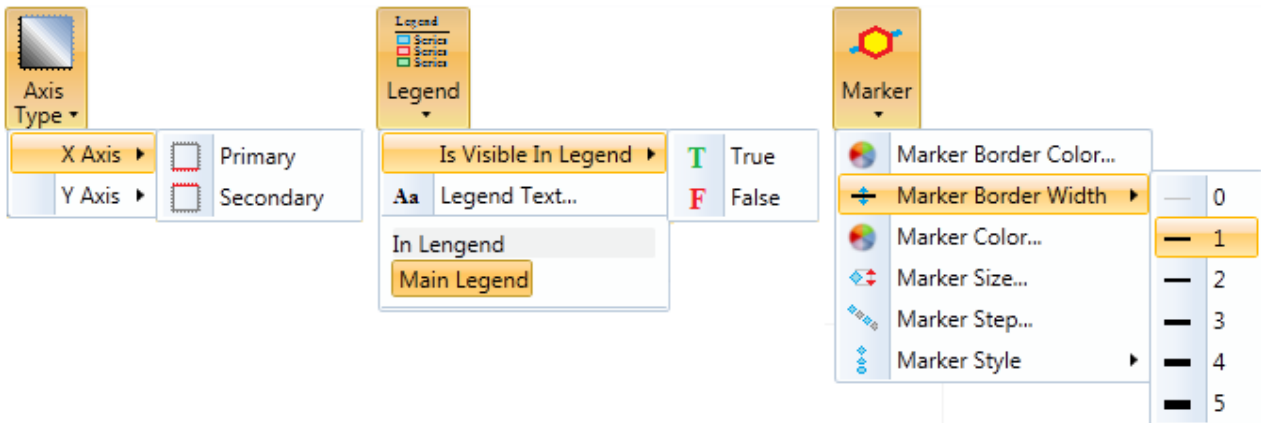 Axis
Type
X Axis
Y Axis
Primary
Secondary
Legend
Series
Series
Series
Legend
Is Visible In Legend
Aa Legend Text...
In Lengend
Main Legend
T True
F False
Marker
Marker Border Color...
Marker Border Width
Marker Color...
Marker Size...
Marker Step...
Marker Style
0
1
2
3
4
5